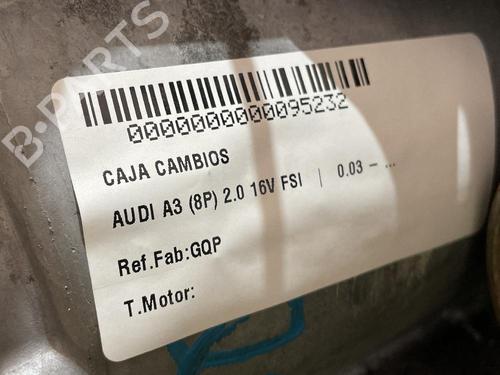 B-PARTS
0000000000095232
CAJA CAMBIOS
AUDI A3 (8P) 2.0 16V FSI | 0.03 - ...
Ref.Fab:GQP
T.Motor: